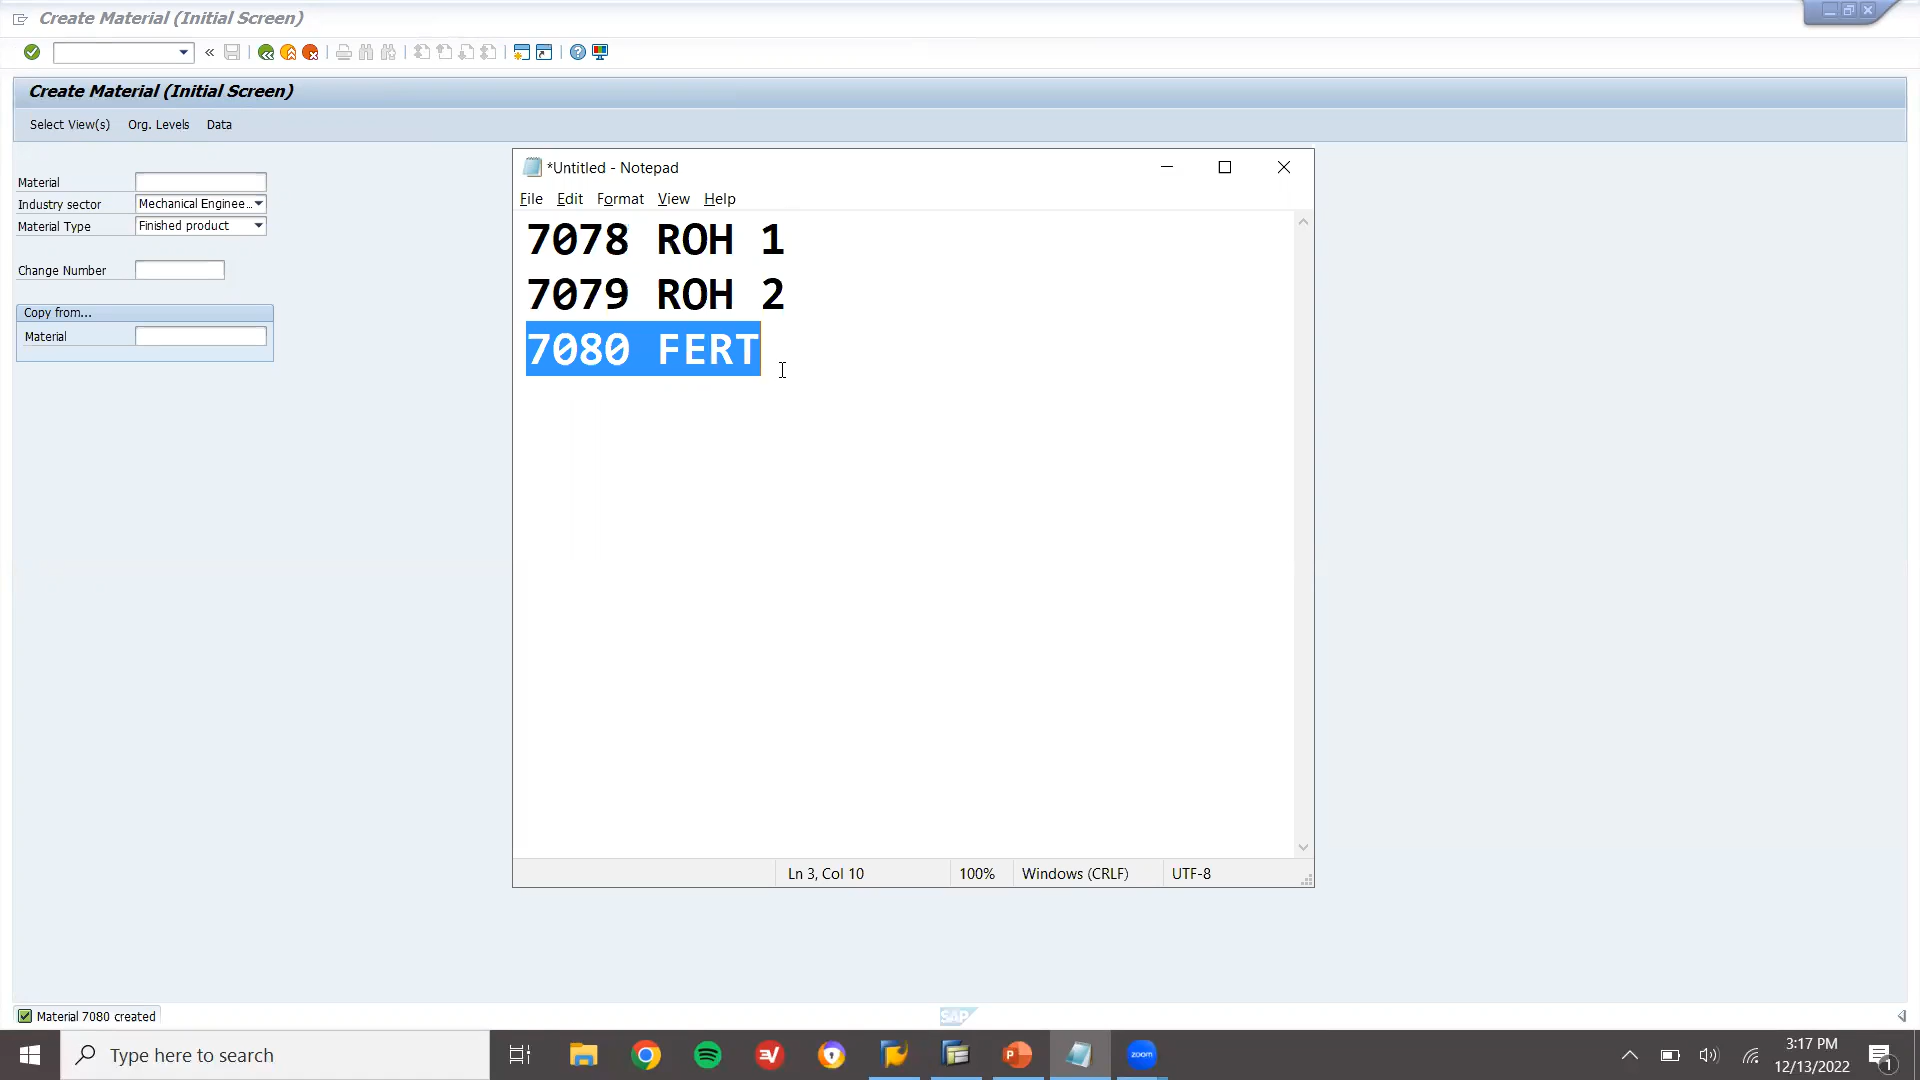 Create Material (Initial Screen)
Create Material (Initial Screen)
Select View(s) Org. Levels Data
Material
Industry sector Mechanical Enginee...
Material Type Finished product
Change Number
Copy from...
Material
*Untitled - Notepad
File Edit Format View Help
7078 ROH 1
7079 ROH 2
7080 FERT
Ln 3, Col 10 100% Windows (CRLF) UTF-8
Material 7080 created
SAP
Type here to search
zoom
3:17 PM
12/13/2022
1